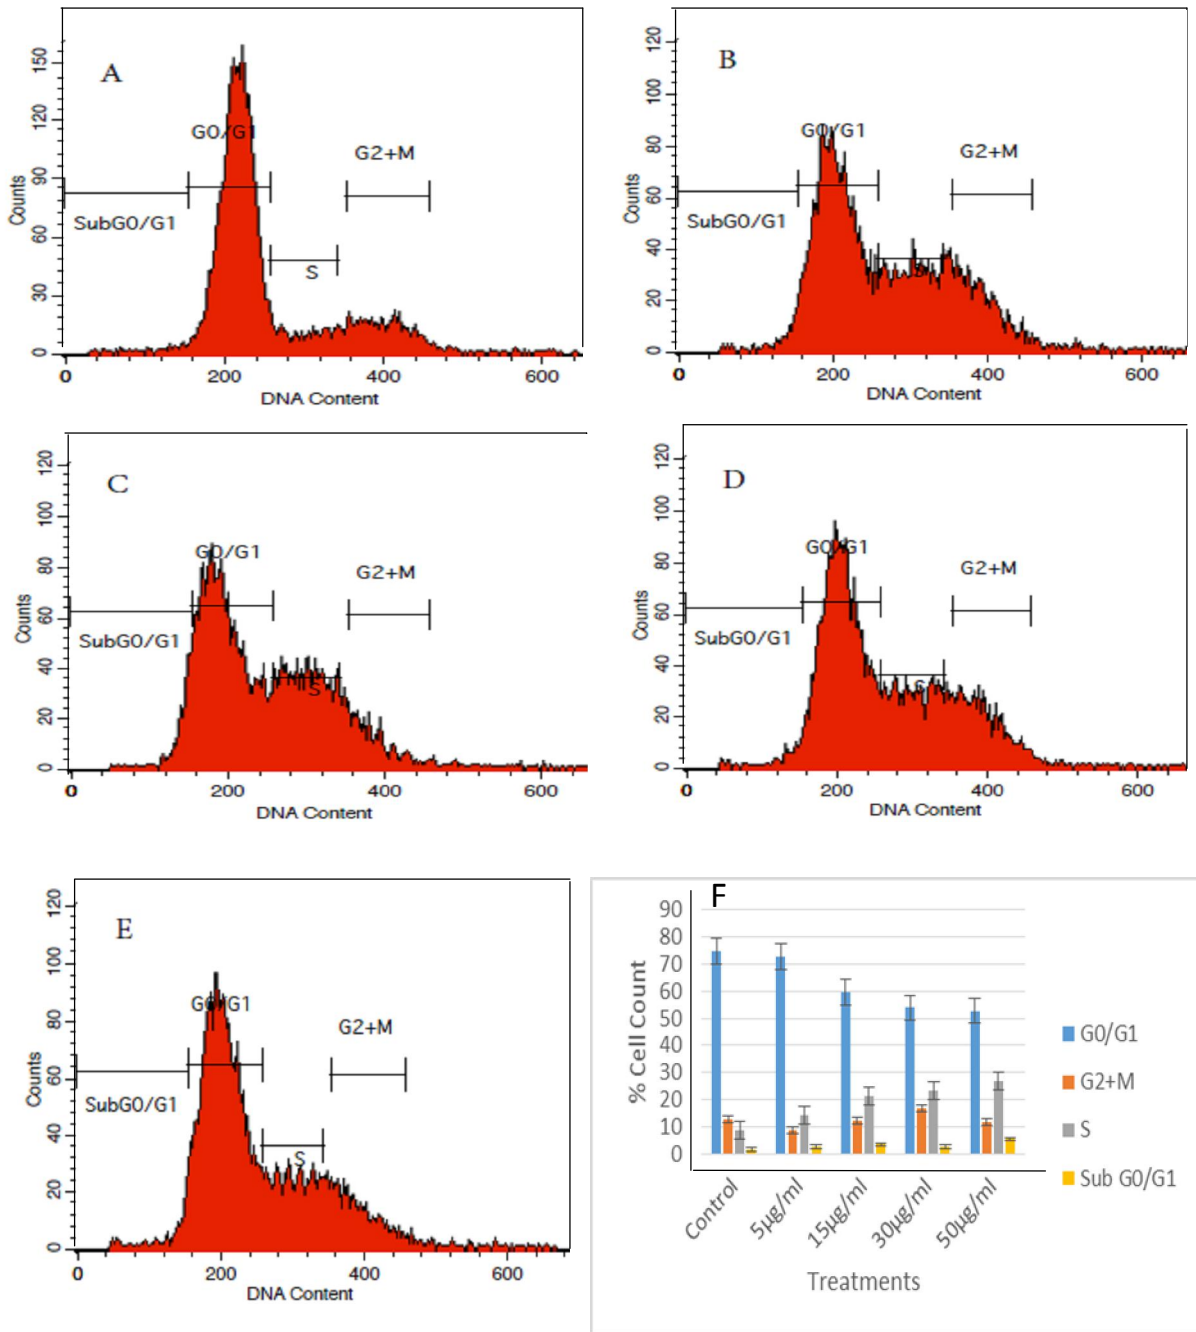 A
150
120
90
60
30
0
Counts
G0/G1
G2+M
SubG0/G1
S
0 200 400 600
DNA Content
B
120
100
80
60
40
20
0
Counts
G0/G1
G2+M
SubG0/G1
S
0 200 400 600
DNA Content
C
120
100
80
60
40
20
0
Counts
G0/G1
G2+M
SubG0/G1
S
0 200 400 600
DNA Content
D
120
100
80
60
40
20
0
Counts
G0/G1
G2+M
SubG0/G1
S
0 200 400 600
DNA Content
E
120
100
80
60
40
20
0
Counts
G0/G1
G2+M
SubG0/G1
S
0 200 400 600
DNA Content
F
90
80
70
60
50
40
30
20
10
0
% Cell Count
Control 5µg/ml 15µg/ml 30µg/ml 50µg/ml
Treatments
G0/G1
G2+M
S
Sub G0/G1